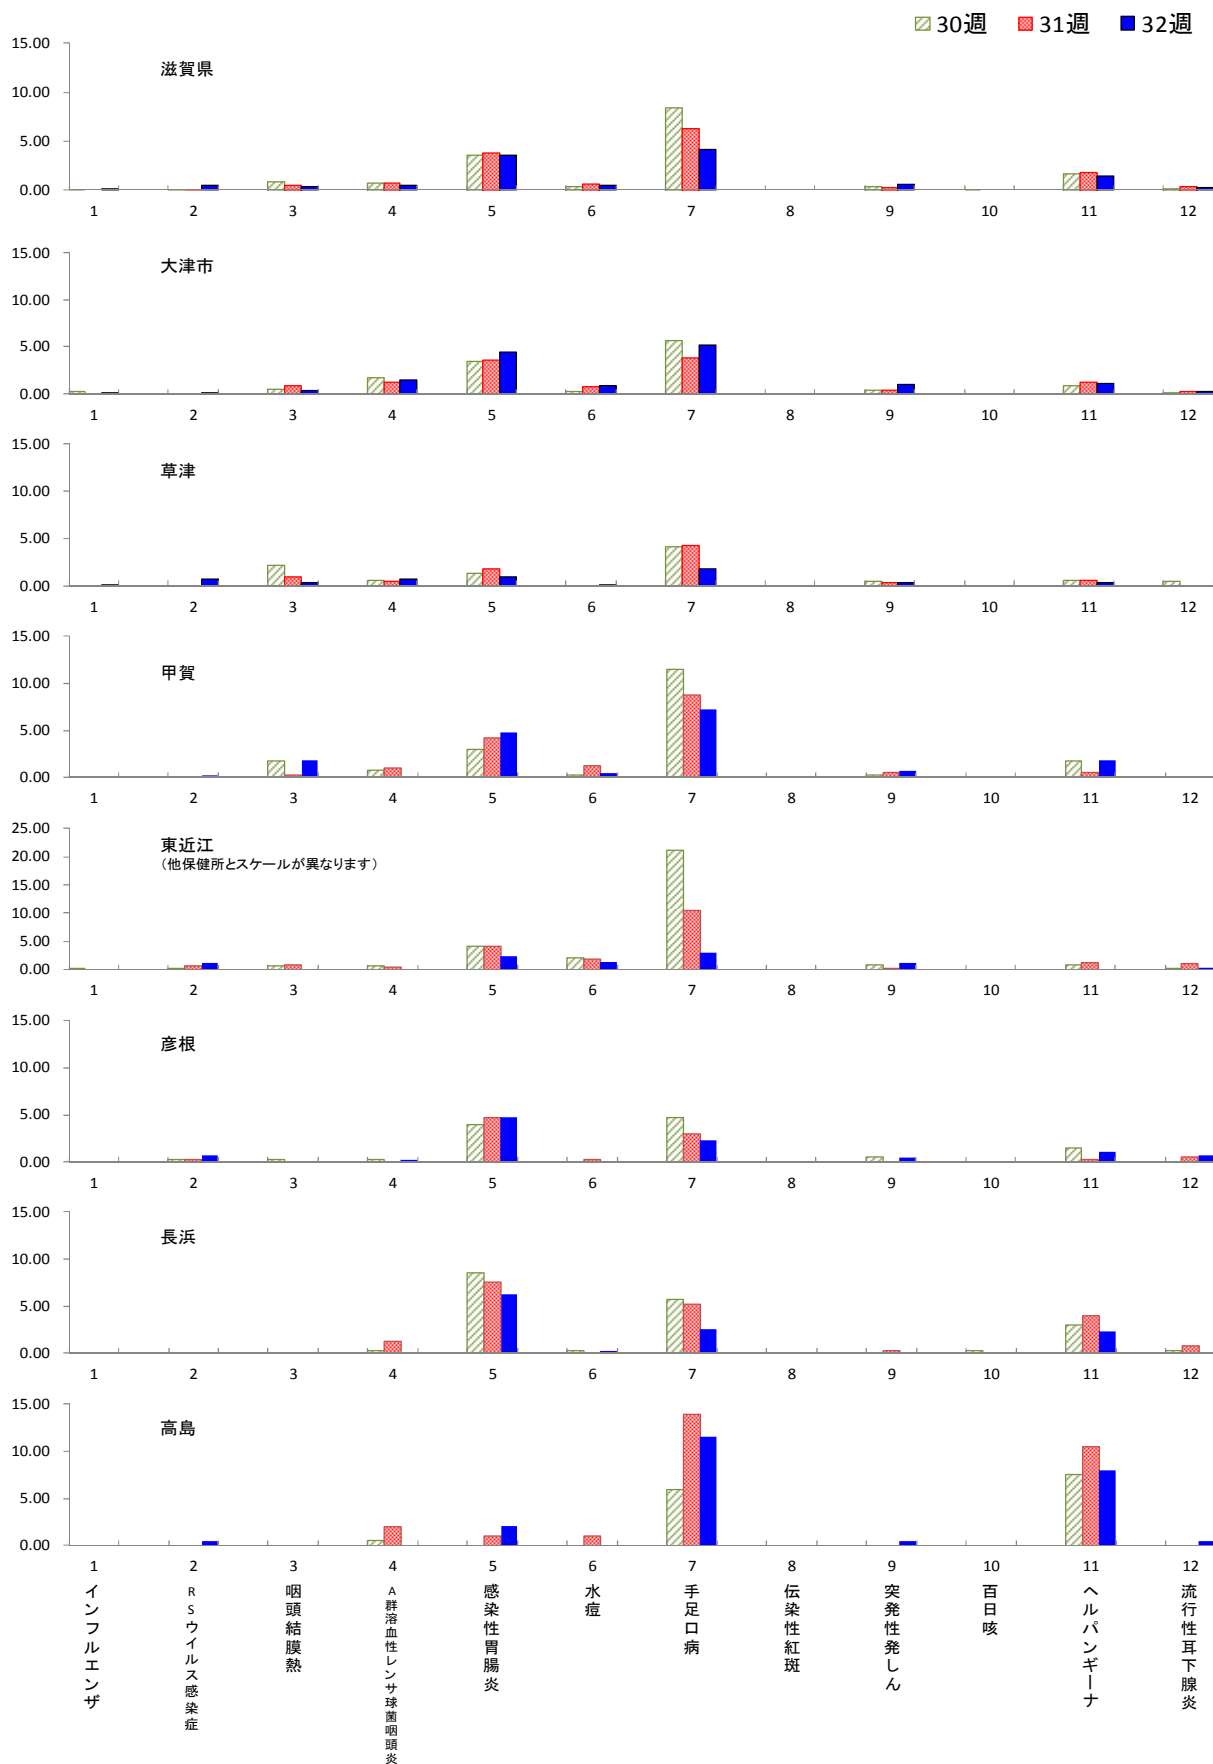 30週 31週 32週
15.00
滋賀県
10.00
5.00
0.00
1 2 3 4 5 6 7 8 9 10 11 12
15.00
大津市
10.00
5.00
0.00
1 2 3 4 5 6 7 8 9 10 11 12
15.00
草津
10.00
5.00
0.00
1 2 3 4 5 6 7 8 9 10 11 12
15.00
甲賀
10.00
5.00
0.00
1 2 3 4 5 6 7 8 9 10 11 12
25.00
東近江
20.00
(他保健所とスケールが異なります)
15.00
10.00
5.00
0.00
1 2 3 4 5 6 7 8 9 10 11 12
15.00
彦根
10.00
5.00
0.00
1 2 3 4 5 6 7 8 9 10 11 12
15.00
長浜
10.00
5.00
0.00
1 2 3 4 5 6 7 8 9 10 11 12
15.00
高島
10.00
5.00
0.00
1 2 3 4 5 6 7 8 9 10 11 12
インフルエンザ
RSウイルス感染症
咽頭結膜熱
A群溶血性レンサ球菌咽頭炎
感染性胃腸炎
水痘
手足口病
伝染性紅斑
突発性発しん
百日咳
ヘルパンギーナ
流行性耳下腺炎